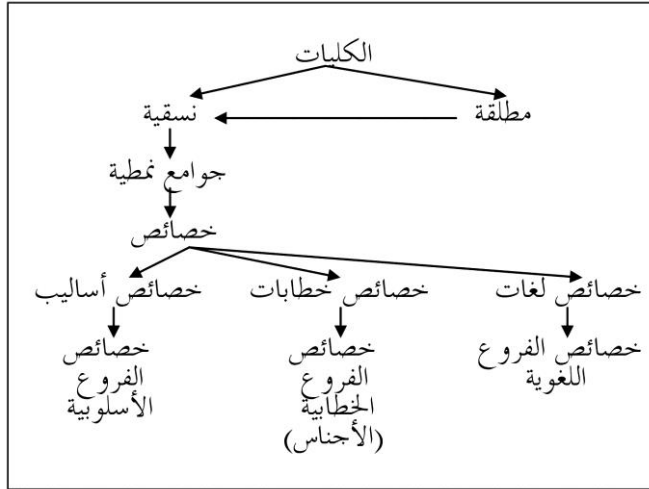 الكليات
مطلقة
نسقية
جوامع نمطية
خصائص
خصائص لغات
خصائص خطابات
خصائص أساليب
خصائص الفروع
اللغوية
خصائص
الفروع
الخطابية
(الأجناس)
خصائص
الفروع
الأسلوبية